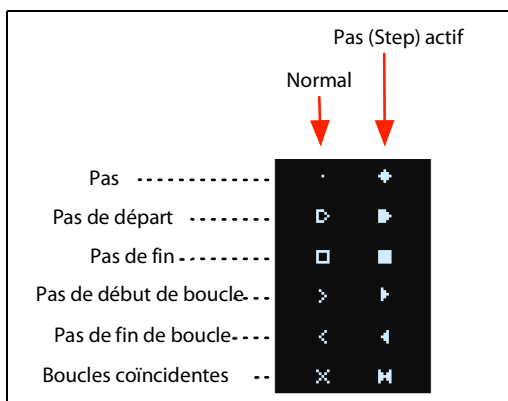 Pas (Step) actif
Normal
Pas
Pas de départ
Pas de fin
Pas de début de boucle
Pas de fin de boucle
Boucles coïncidentes